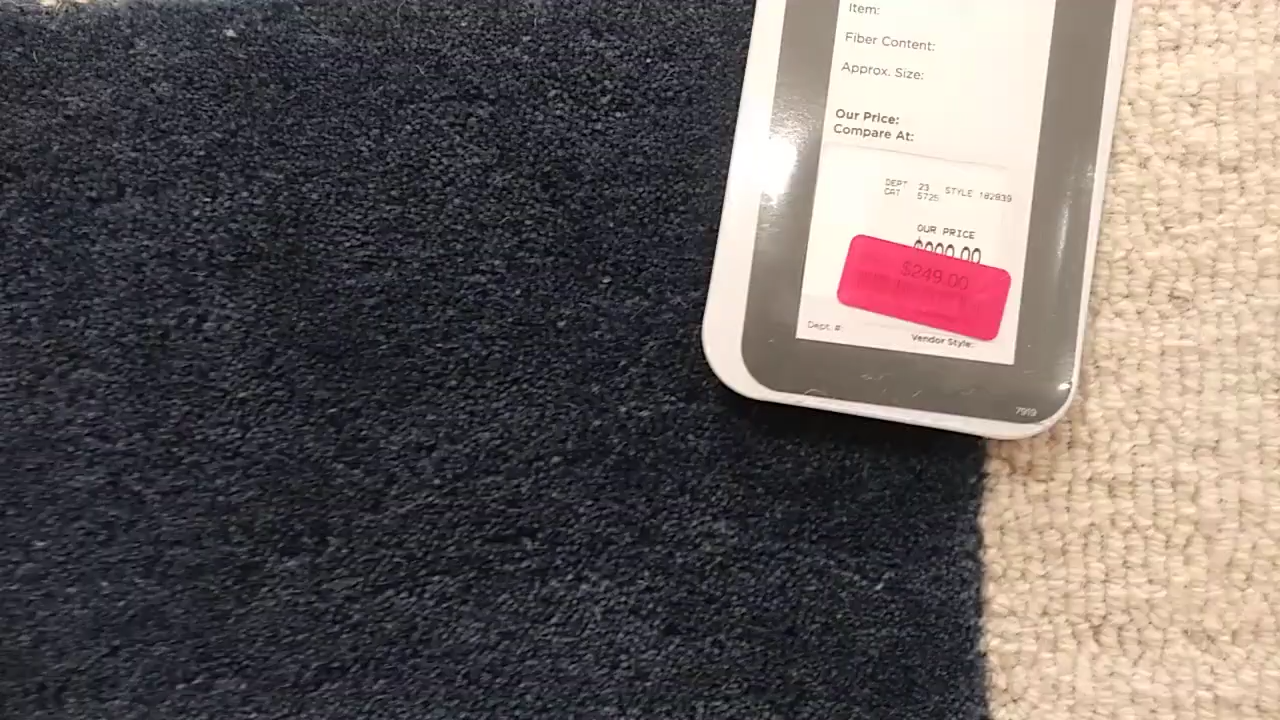 Item:
Fiber Content:
Approx. Size:
Our Price:
Compare At:
DEPT 23 STYLE 182839
CAT 5725
OUR PRICE
$249.00
Dept. #:
Vendor Style:
7919